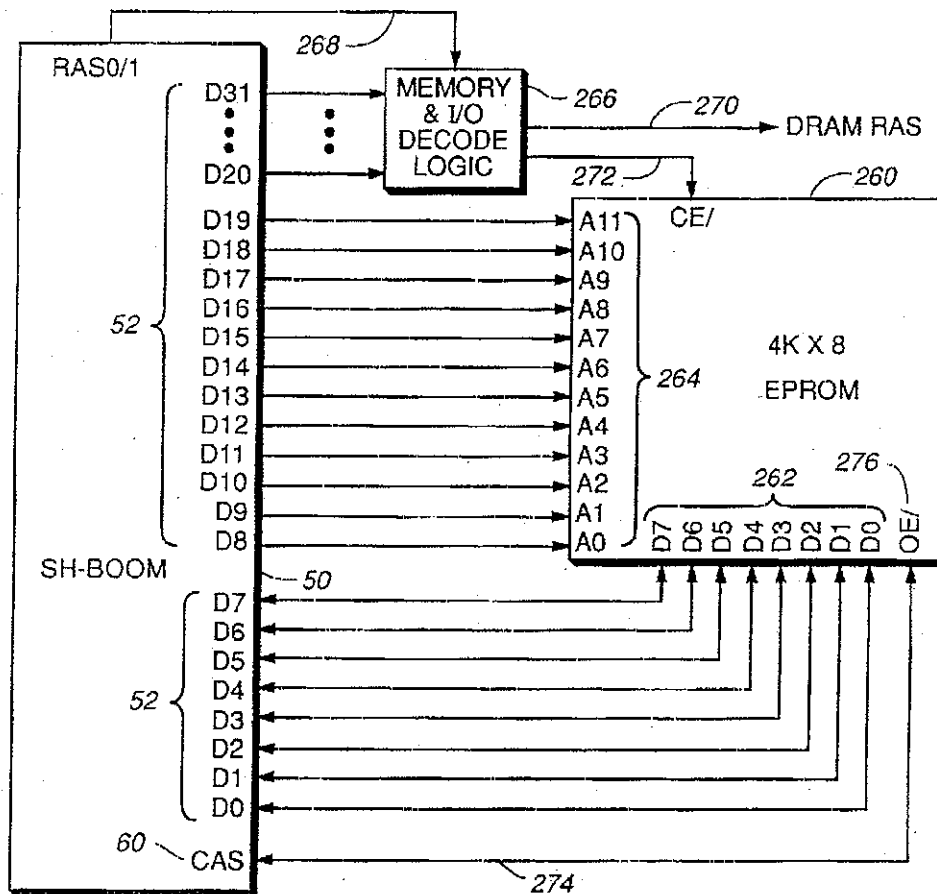 268
RAS0/1
D31
D20
MEMORY
& I/O
DECODE
LOGIC
266
270
DRAM RAS
272
260
52
D19
D18
D17
D16
D15
D14
D13
D12
D11
D10
D9
D8
CE/
A11
A10
A9
A8
A7
A6
A5
A4
A3
A2
A1
A0
264
4K X 8
EPROM
276
262
D7
D6
D5
D4
D3
D2
D1
D0
OE/
SH-BOOM
50
52
D7
D6
D5
D4
D3
D2
D1
D0
60
CAS
274